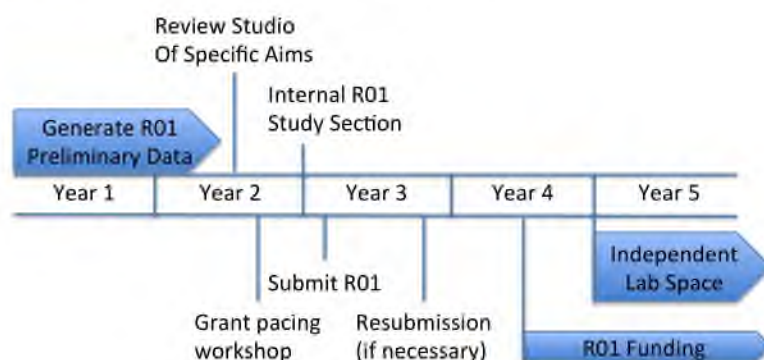 Review Studio
Of Specific Aims
Internal R01
Study Section
Generate R01
Preliminary Data
Year 1
Year 2
Year 3
Year 4
Year 5
Independent
Lab Space
Submit R01
Grant pacing
workshop
Resubmission
(if necessary)
R01 Funding